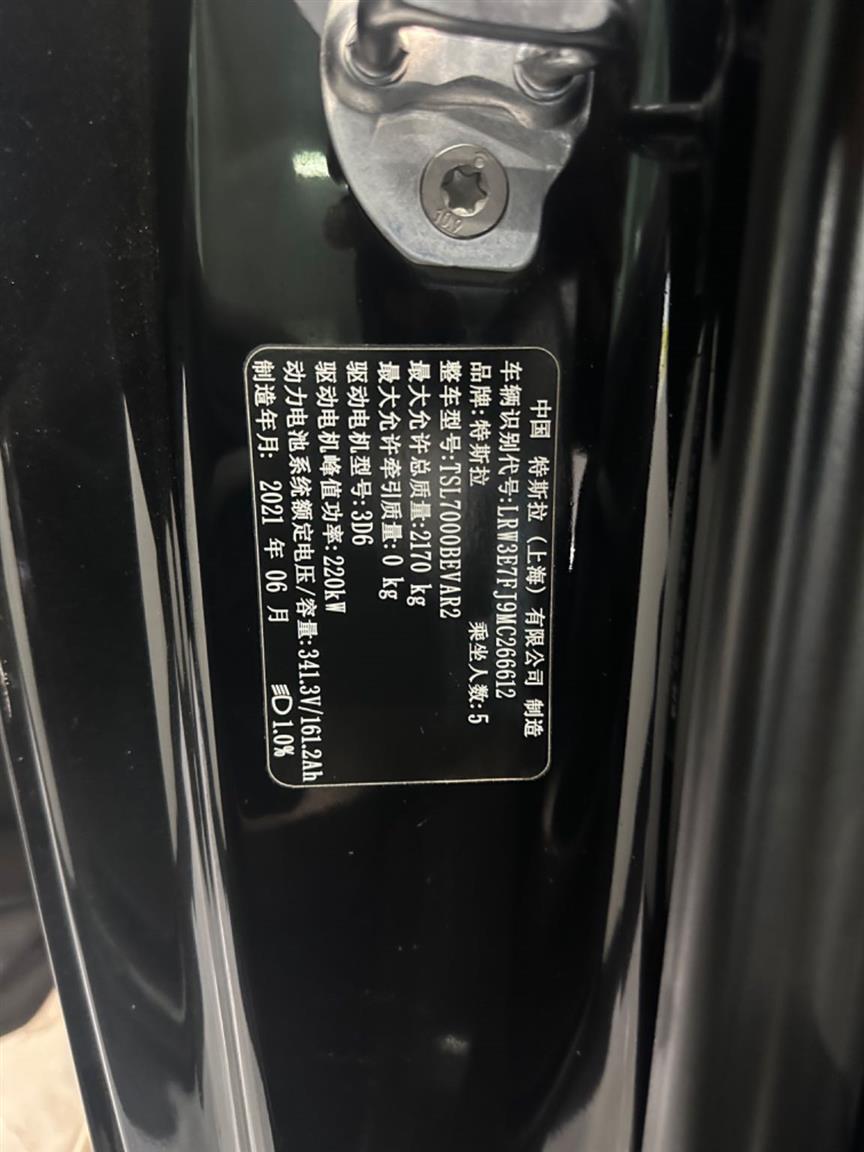 中国 特斯拉（上海）有限公司 制造
车辆识别代号:LRW3E7FJ9MC266612
品牌:特斯拉 乘坐人数:5
整车型号:TSL7000BEVAR2
最大允许总质量:2170 kg
最大允许牵引质量:0 kg
驱动电机型号:3D6
驱动电机峰值功率:220kW
动力电池系统额定电压/容量:341.3V/161.2Ah
制造年月: 2021 年 06 月 1.0%
10.9